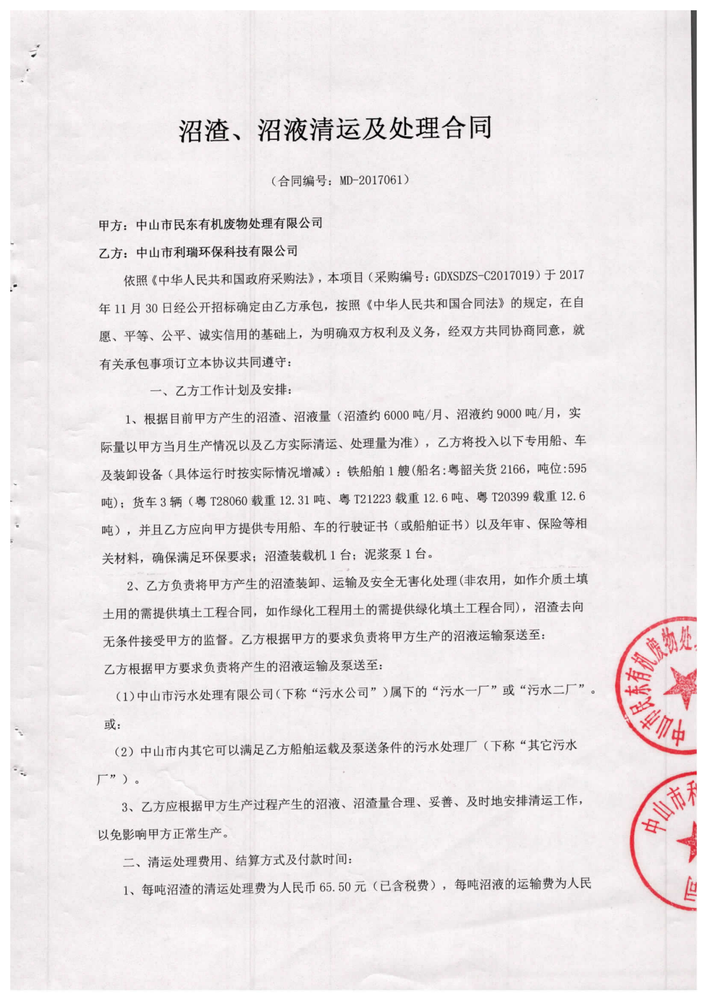 沼渣、沼液清运及处理合同
（合同编号：MD-2017061）
甲方：中山市民东有机废物处理有限公司
乙方：中山市利瑞环保科技有限公司
依照《中华人民共和国政府采购法》，本项目（采购编号：GDXSDZS-C2017019）于 2017
年 11 月 30 日经公开招标确定由乙方承包，按照《中华人民共和国合同法》的规定，在自
愿、平等、公平、诚实信用的基础上，为明确双方权利及义务，经双方共同协商同意，就
有关承包事项订立本协议共同遵守：
一、乙方工作计划及安排：
1、根据目前甲方产生的沼渣、沼液量（沼渣约 6000 吨/月、沼液约 9000 吨/月，实
际量以甲方当月生产情况以及乙方实际清运、处理量为准），乙方将投入以下专用船、车
及装卸设备（具体运行时按实际情况增减）：铁船舶 1 艘(船名:粤韶关货 2166，吨位:595
吨)；货车 3 辆（粤 T28060 载重 12.31 吨、粤 T21223 载重 12.6 吨、粤 T20399 载重 12.6
吨），并且乙方应向甲方提供专用船、车的行驶证书（或船舶证书）以及年审、保险等相
关材料，确保满足环保要求；沼渣装载机 1 台；泥浆泵 1 台。
2、乙方负责将甲方产生的沼渣装卸、运输及安全无害化处理(非农用，如作介质土填
土用的需提供填土工程合同，如作绿化工程用土的需提供绿化填土工程合同)，沼渣去向
无条件接受甲方的监督。乙方根据甲方的要求负责将甲方生产的沼液运输泵送至：
乙方根据甲方要求负责将产生的沼液运输及泵送至：
（1)中山市污水处理有限公司(下称“污水公司”)属下的“污水一厂”或“污水二厂”。
或：
（2）中山市内其它可以满足乙方船舶运载及泵送条件的污水处理厂（下称“其它污水
厂”）。
3、乙方应根据甲方生产过程产生的沼液、沼渣量合理、妥善、及时地安排清运工作，
以免影响甲方正常生产。
二、清运处理费用、结算方式及付款时间：
1、每吨沼渣的清运处理费为人民币 65.50 元（已含税费），每吨沼液的运输费为人民
中山市民东有机废物处
中山市利